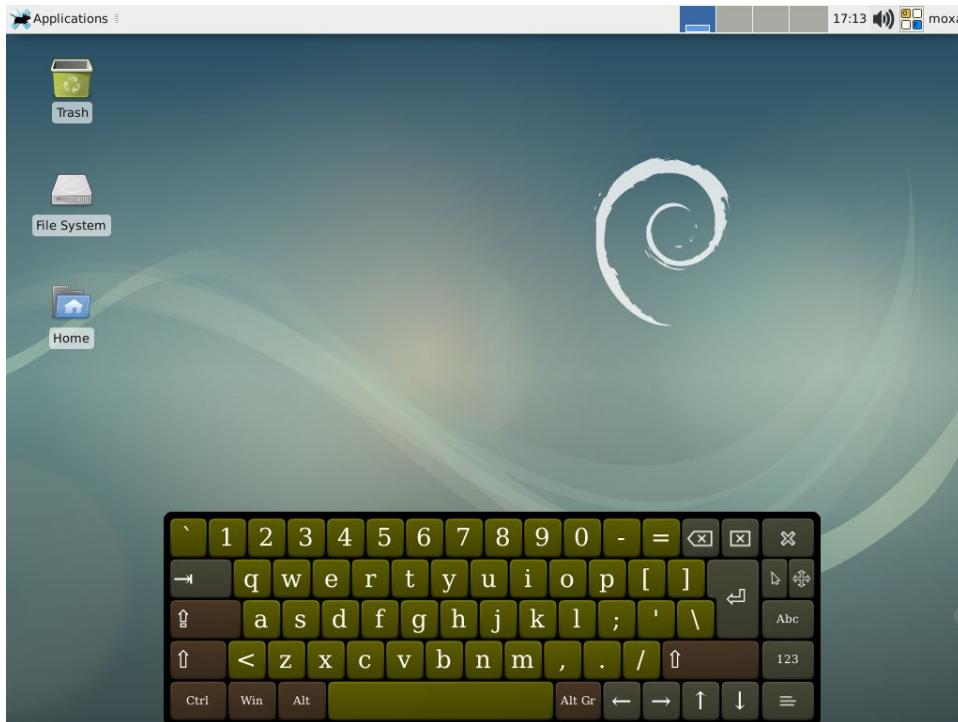 Applications 17:13 moxa
Trash
File System
Home
` 1 2 3 4 5 6 7 8 9 0 - =
q w e r t y u i o p [ ]
a s d f g h j k l ; ' \ Abc
< z x c v b n m , . / 123
Ctrl Win Alt Alt Gr ← → ↑ ↓